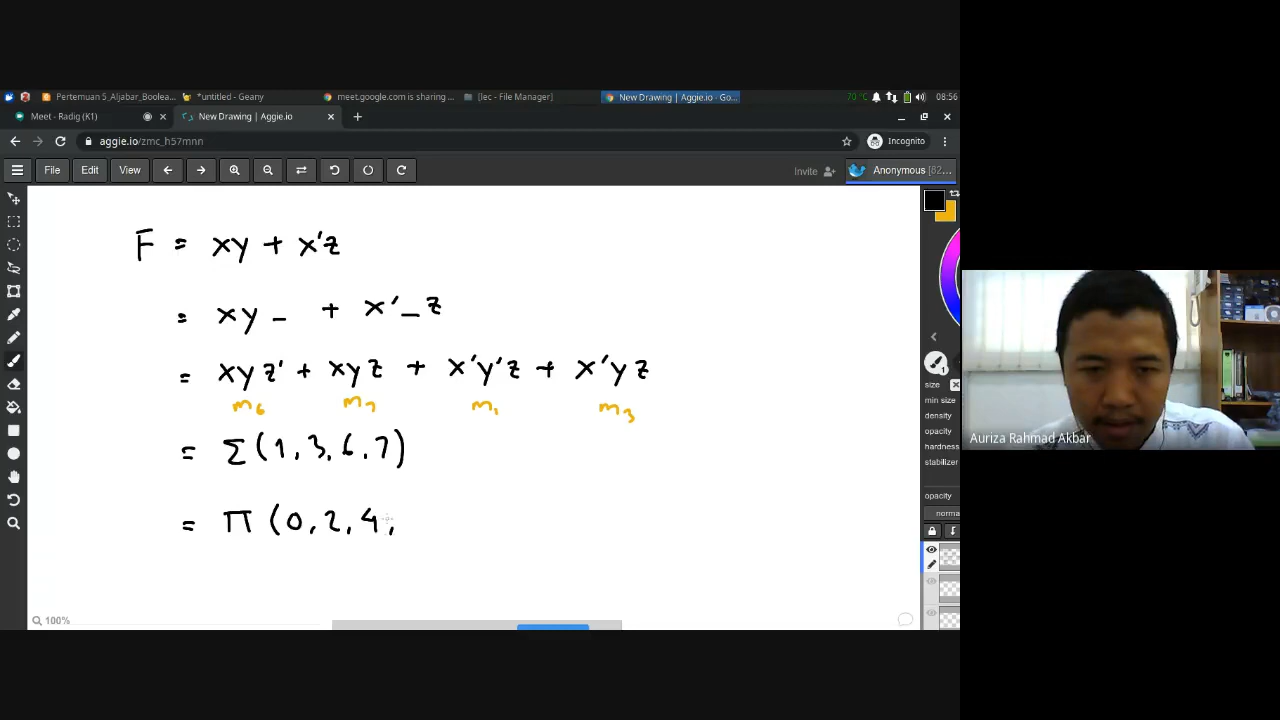 Pertemuan 5_Aljabar_Boolea... *untitled - Geany meet.google.com is sharing ... [lec - File Manager] New Drawing | Aggie.io - Go... 70 °C 08:56
Meet - Radig (K1) New Drawing | Aggie.io
aggie.io/zmc_h57mnn Incognito
File Edit View Invite Anonymous [82...
F = xy + x'z
= xy _ + x'_z
= xyz' + xyz + x'y'z + x'yz
m6 m7 m1 m3
= Σ(1,3,6,7)
= Π (0,2,4,
size
min size
density
opacity
hardness
stabilizer
opacity
norma
100%
Auriza Rahmad Akbar